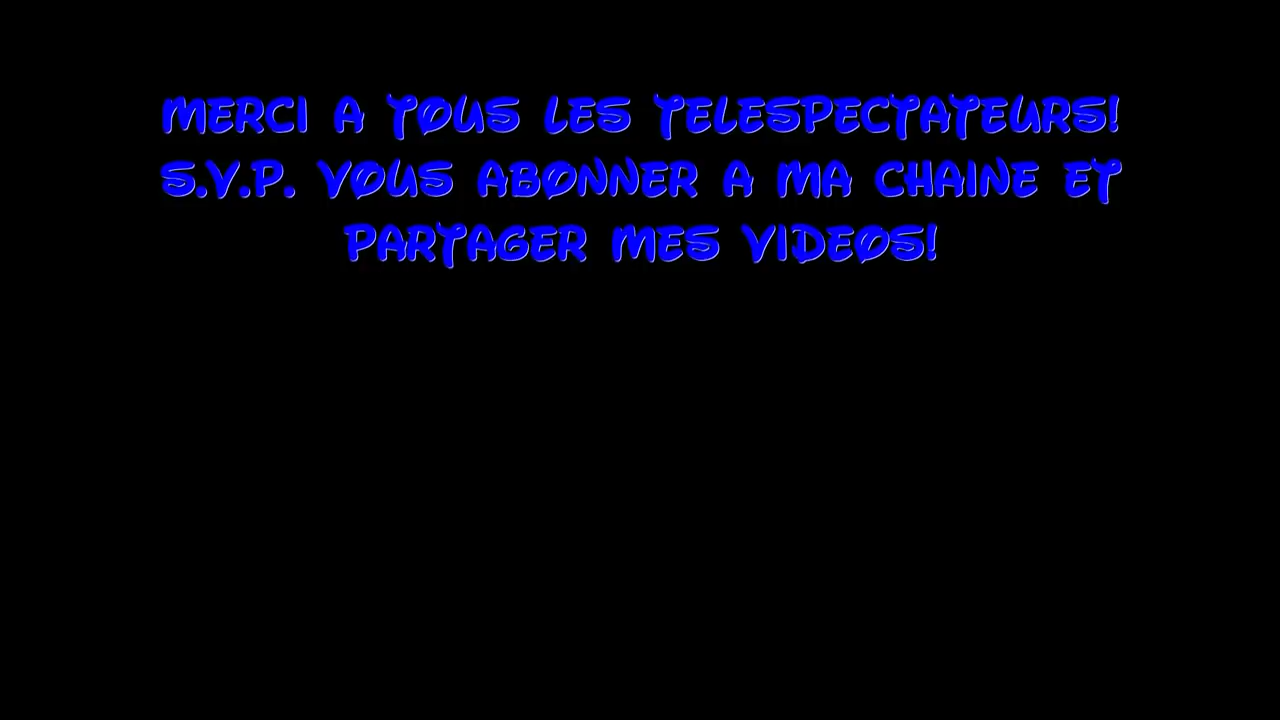 MERCI A TOUS LES TELESPECTATEURS!
S.V.P. VOUS ABONNER A MA CHAINE ET
PARTAGER MES VIDEOS!